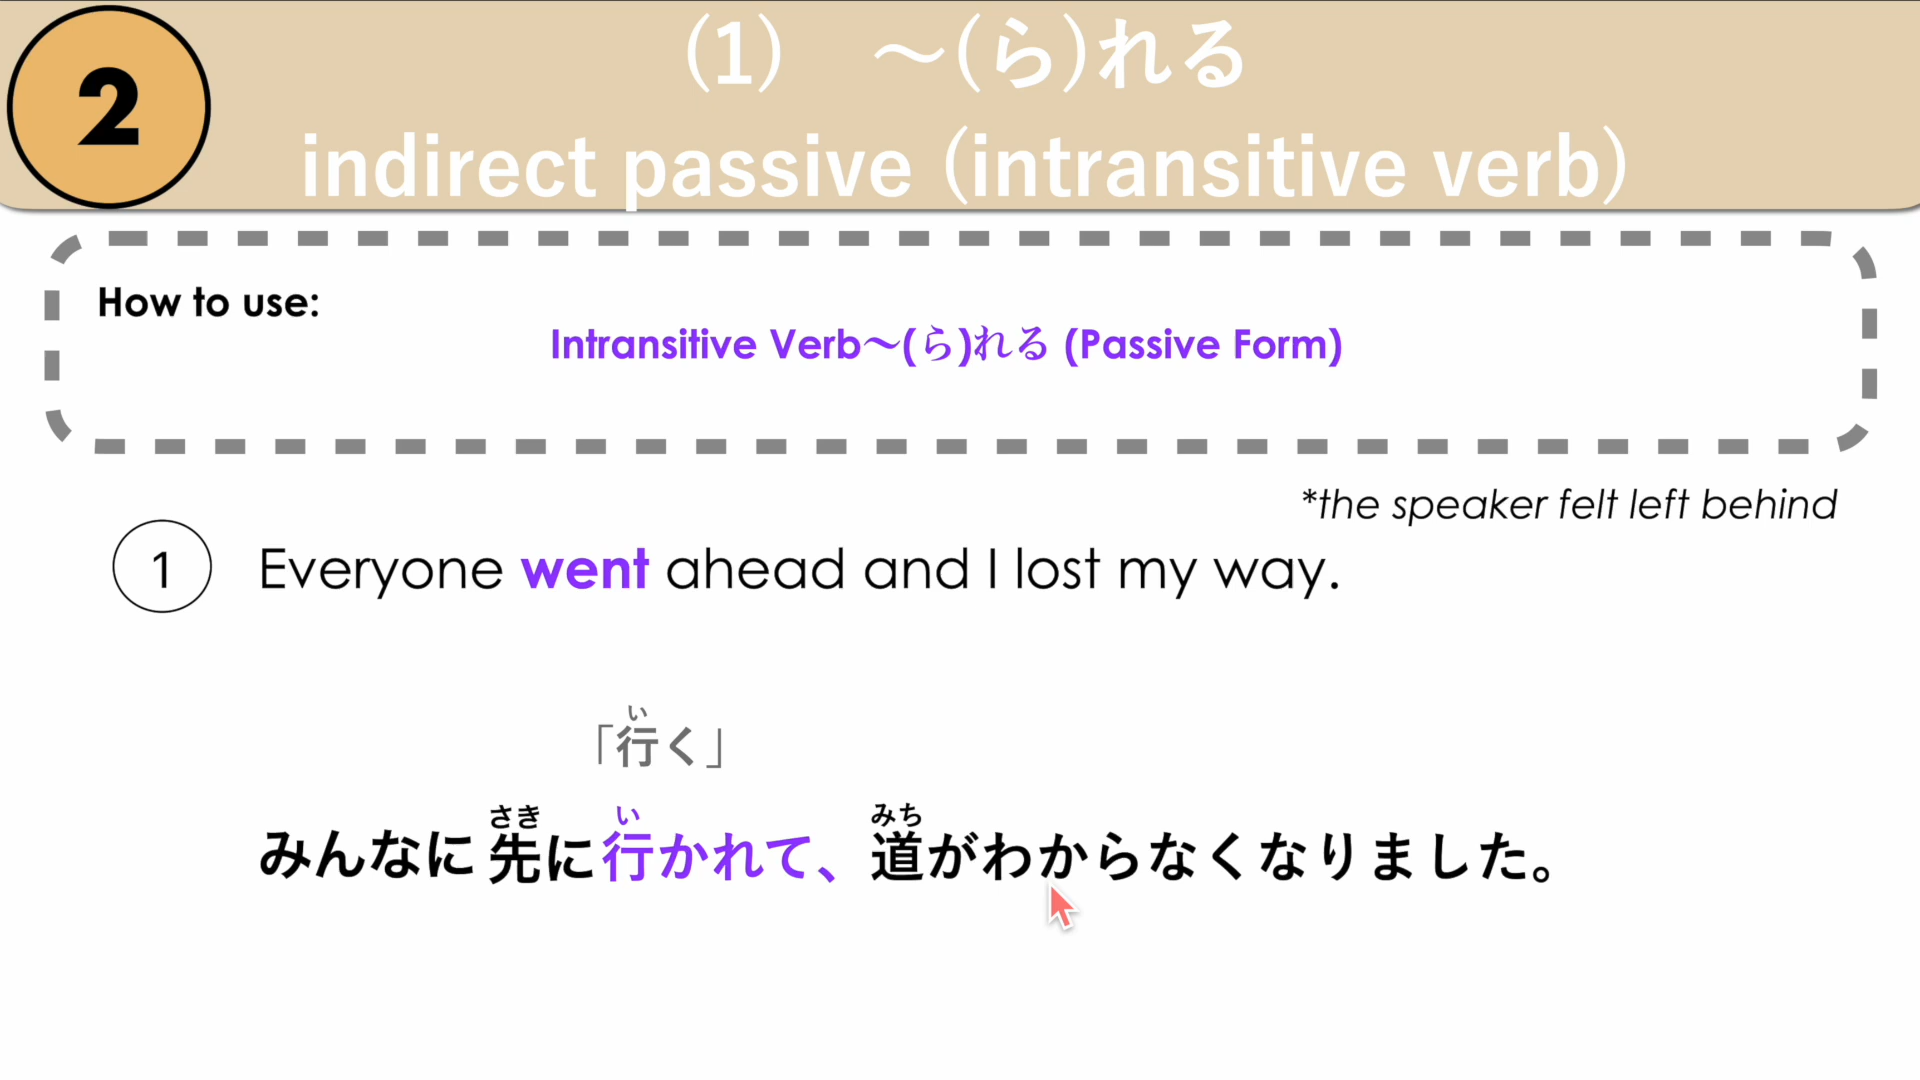 2
(1) ～(ら)れる
indirect passive (intransitive verb)
How to use:
Intransitive Verb～(ら)れる (Passive Form)
*the speaker felt left behind
1 Everyone went ahead and I lost my way.
い
「行く」
さき い みち
みんなに先に行かれて、道がわからなくなりました。